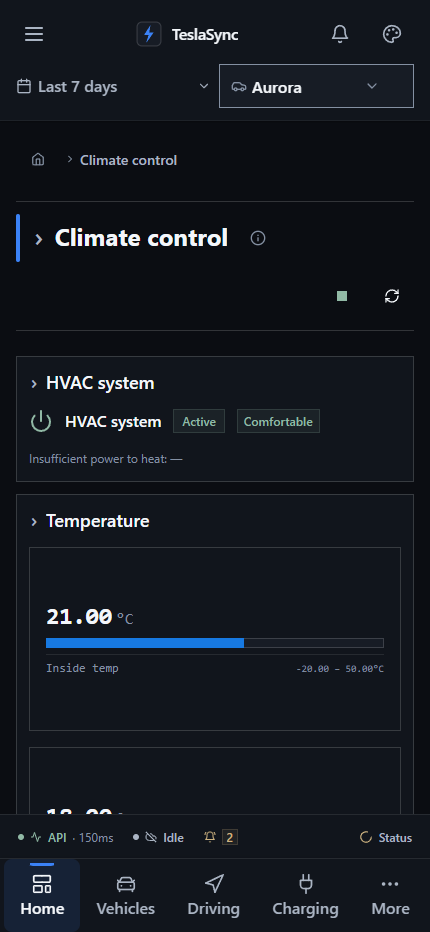 TeslaSync
Last 7 days
Aurora
Climate control
Climate control
HVAC system
HVAC system Active Comfortable
Insufficient power to heat: —
Temperature
21.00 °C
Inside temp -20.00 – 50.00°C
API · 150ms Idle 2 Status
Home Vehicles Driving Charging More